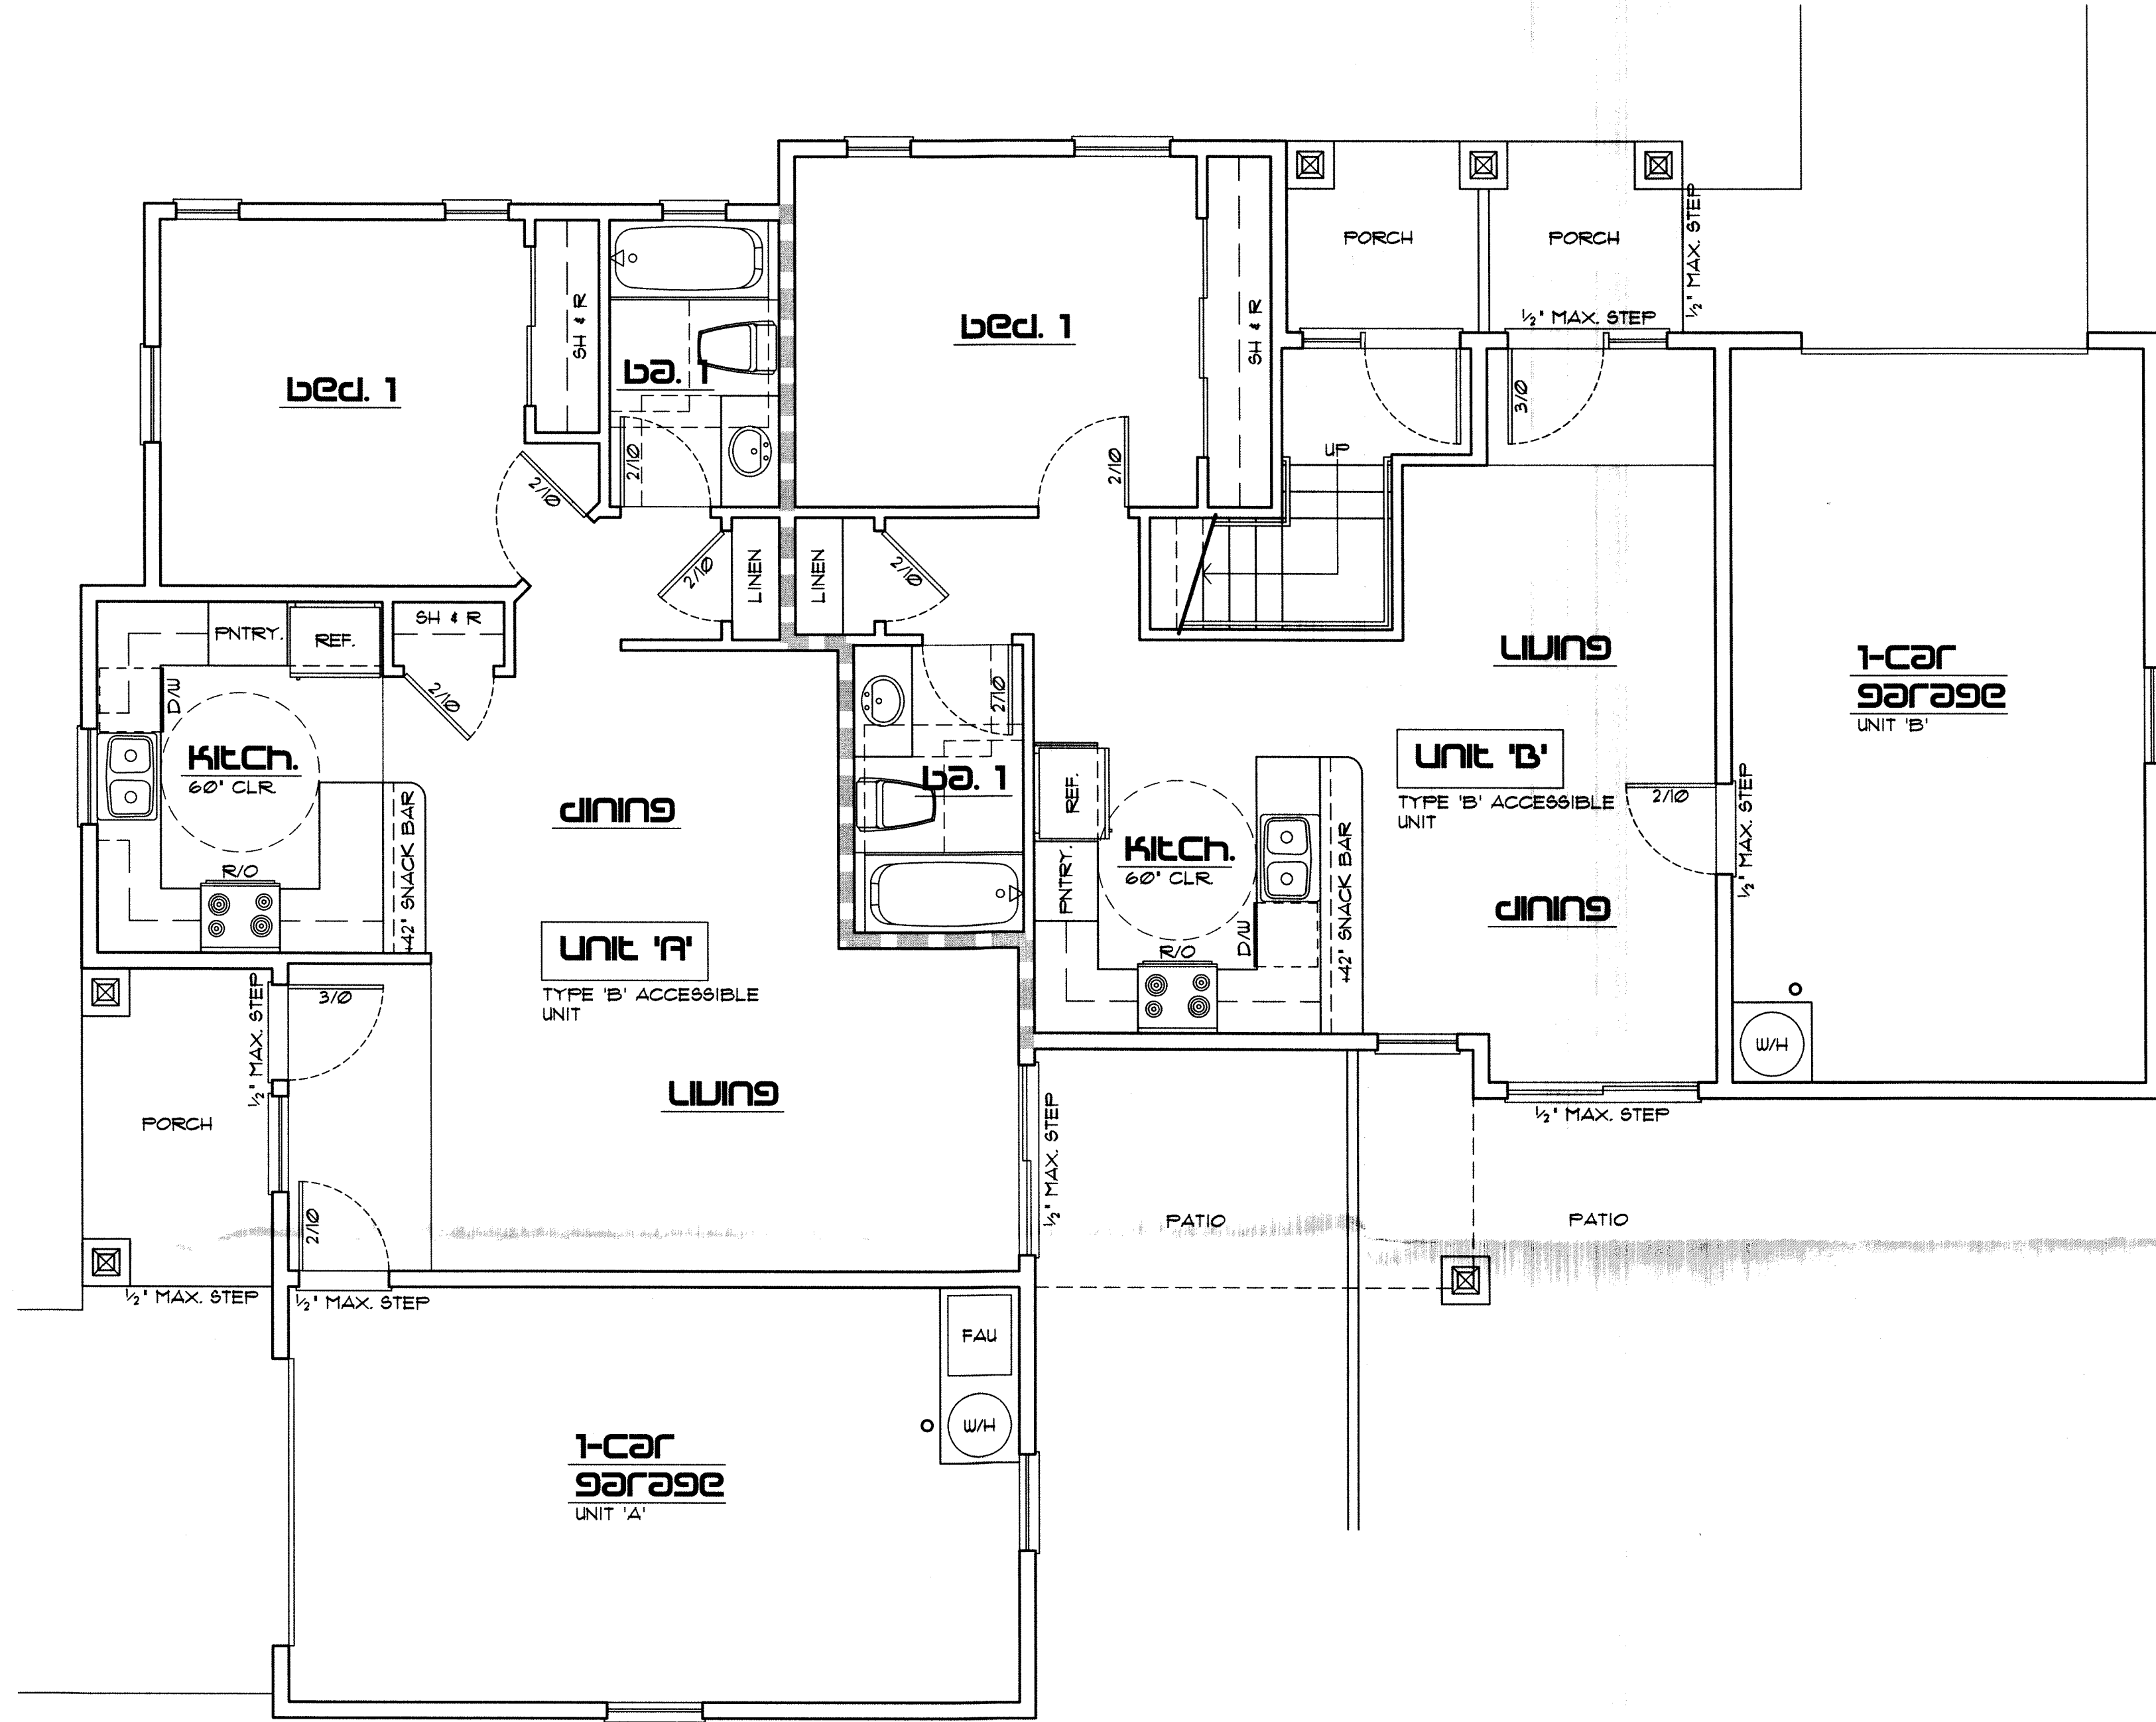 PORCH
PORCH
1/2" MAX. STEP
1/2" MAX. STEP
bed. 1
SH & R
ba. 1
2/10
2/10
bed. 1
SH & R
2/10
3/0
UP
LINEN
2/10
LINEN
2/10
PNTRY.
REF.
SH & R
2/10
D/W
Kitch.
60" CLR.
R/O
+42" SNACK BAR
dining
Unit 'A'
TYPE 'B' ACCESSIBLE
UNIT
2/10
ba. 1
REF.
PNTRY.
Kitch.
60" CLR.
R/O
D/W
+42" SNACK BAR
Living
Unit 'B'
TYPE 'B' ACCESSIBLE
UNIT
2/10
1/2" MAX. STEP
dining
1-Car
garage
UNIT 'B'
W/H
1/2" MAX. STEP
3/0
1/2" MAX. STEP
PORCH
Living
1/2" MAX. STEP
2/10
PATIO
PATIO
1/2" MAX. STEP
1/2" MAX. STEP
FAU
W/H
1-Car
garage
UNIT 'A'